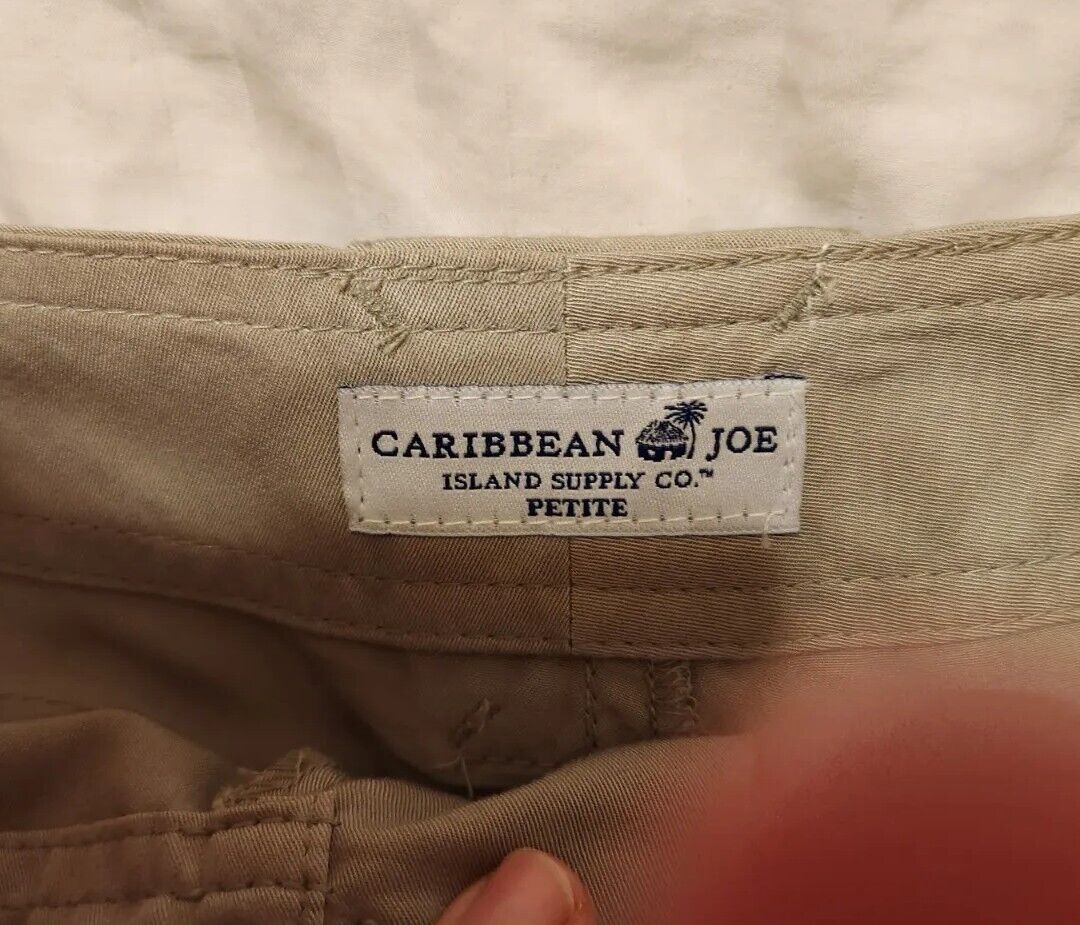 CARIBBEAN JOE
ISLAND SUPPLY CO.™
PETITE